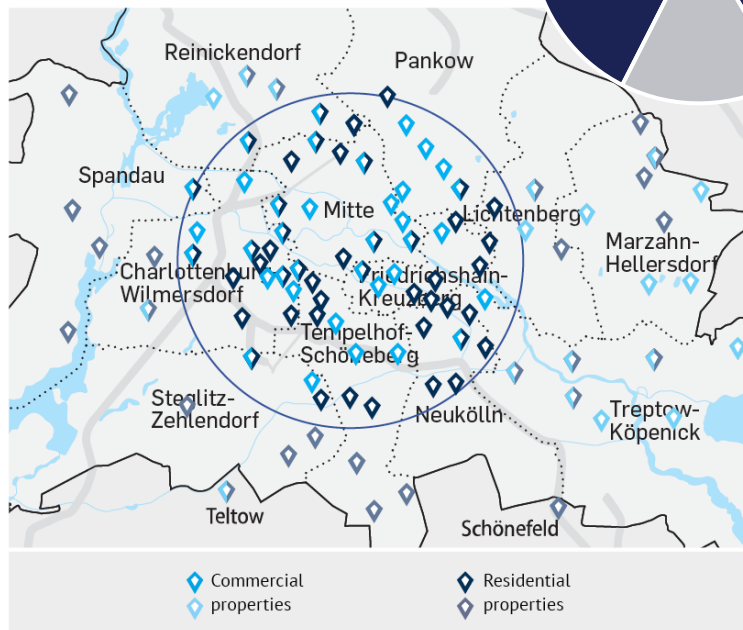 Reinickendorf
Pankow
Spandau
Mitte
Lichtenberg
Marzahn-
Hellersdorf
Charlottenburg-
Wilmersdorf
Friedrichshain-
Kreuzberg
Tempelhof-
Schöneberg
Steglitz-
Zehlendorf
Neukölln
Treptow-
Köpenick
Teltow
Schönefeld
Commercial
properties
Residential
properties